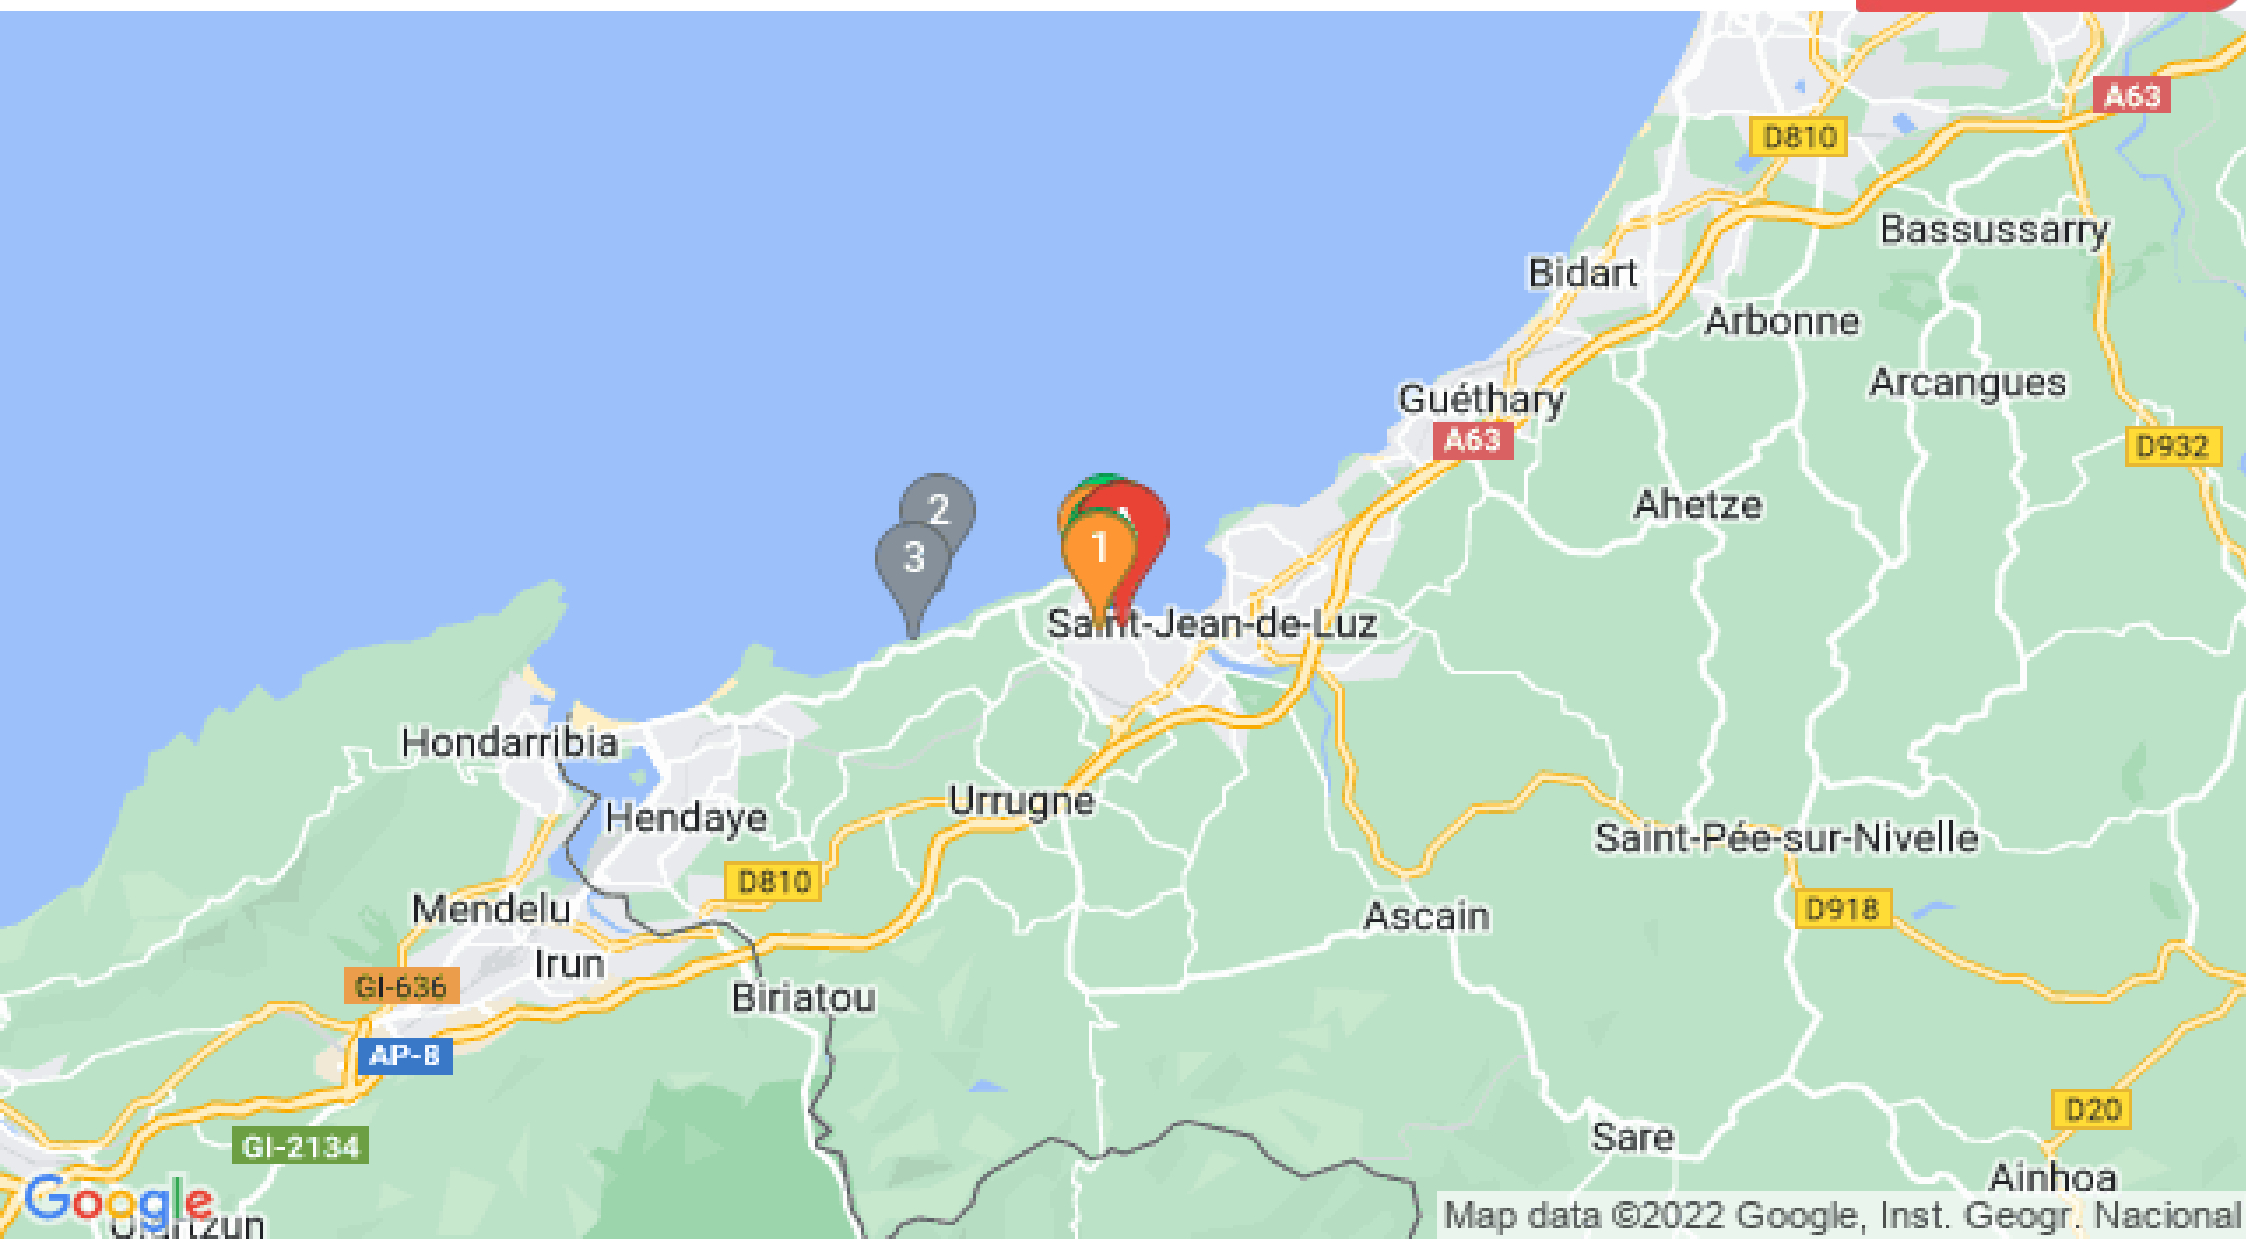 A63
D810
Bassussarry
Bidart
Arbonne
Arcangues
Guéthary
A63
D932
2
Ahetze
1
3
Saint-Jean-de-Luz
Hondarribia
Urrugne
Hendaye
Saint-Pée-sur-Nivelle
D810
Mendelu
D918
Ascain
Irun
GI-636
Biriatou
AP-8
D20
Sare
GI-2134
Ainhoa
Google
Map data ©2022 Google, Inst. Geogr. Nacional